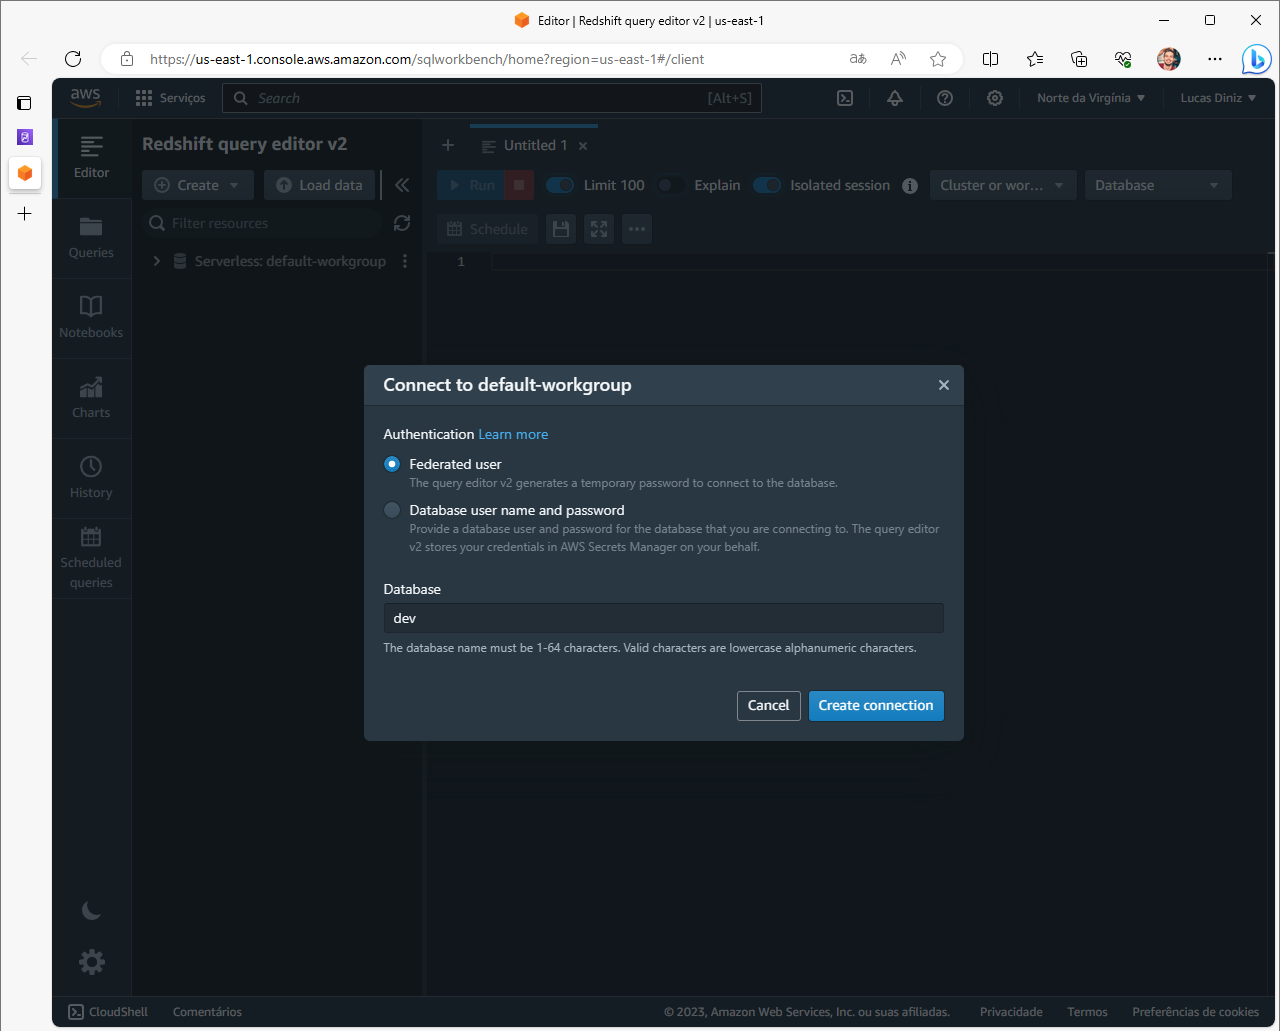 Editor | Redshift query editor v2 | us-east-1
https://us-east-1.console.aws.amazon.com/sqlworkbench/home?region=us-east-1#/client
aws
Serviços
Search
[Alt+S]
Norte da Virgínia
Lucas Diniz
Editor
Queries
Notebooks
Charts
History
Scheduled
queries
Redshift query editor v2
Create
Load data
Filter resources
Serverless: default-workgroup
Untitled 1
Run
Limit 100
Explain
Isolated session
Cluster or wor...
Database
Schedule
1
Connect to default-workgroup
Authentication Learn more
Federated user
The query editor v2 generates a temporary password to connect to the database.
Database user name and password
Provide a database user and password for the database that you are connecting to. The query editor
v2 stores your credentials in AWS Secrets Manager on your behalf.
Database
dev
The database name must be 1-64 characters. Valid characters are lowercase alphanumeric characters.
Cancel
Create connection
CloudShell
Comentários
© 2023, Amazon Web Services, Inc. ou suas afiliadas.
Privacidade
Termos
Preferências de cookies